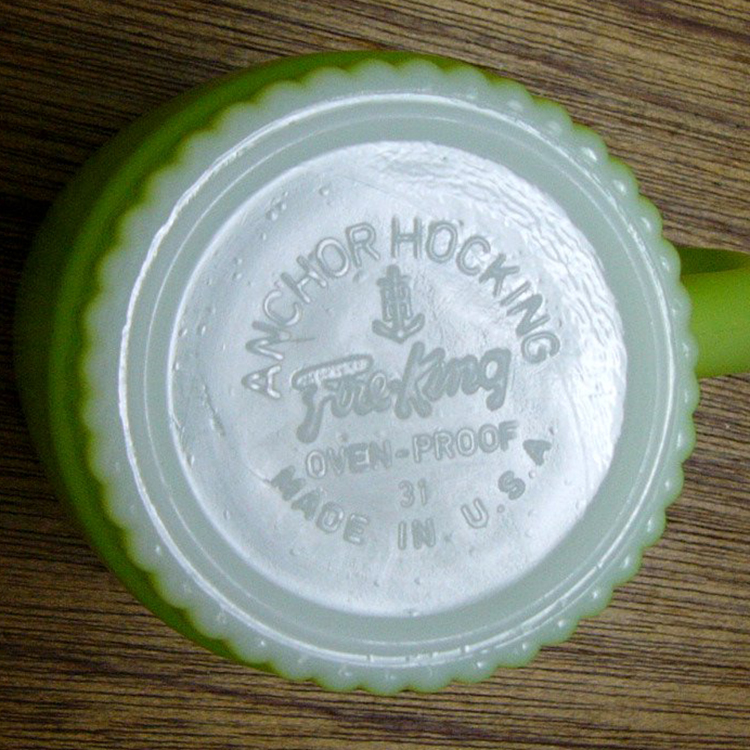 ANCHOR HOCKING
Fire-King
OVEN-PROOF
31
MADE IN U.S.A